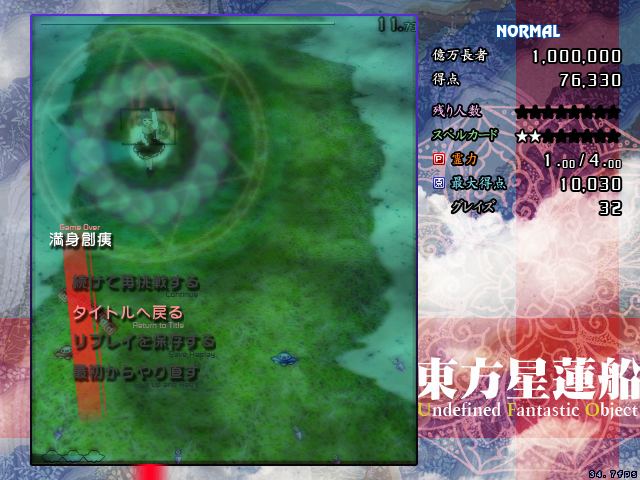 11.73
NORMAL
億万長者 1,000,000
得点 76,330
残り人数
スペルカード
P 霊力 1.00/4.00
最大得点 10,030
グレイズ 32
Game Over
満身創痍
続けて再挑戦する
Continue
タイトルへ戻る
Return to Title
リプレイを保存する
Save Replay
最初からやり直す
東方星蓮船
Undefined Fantastic Object
34.7fps